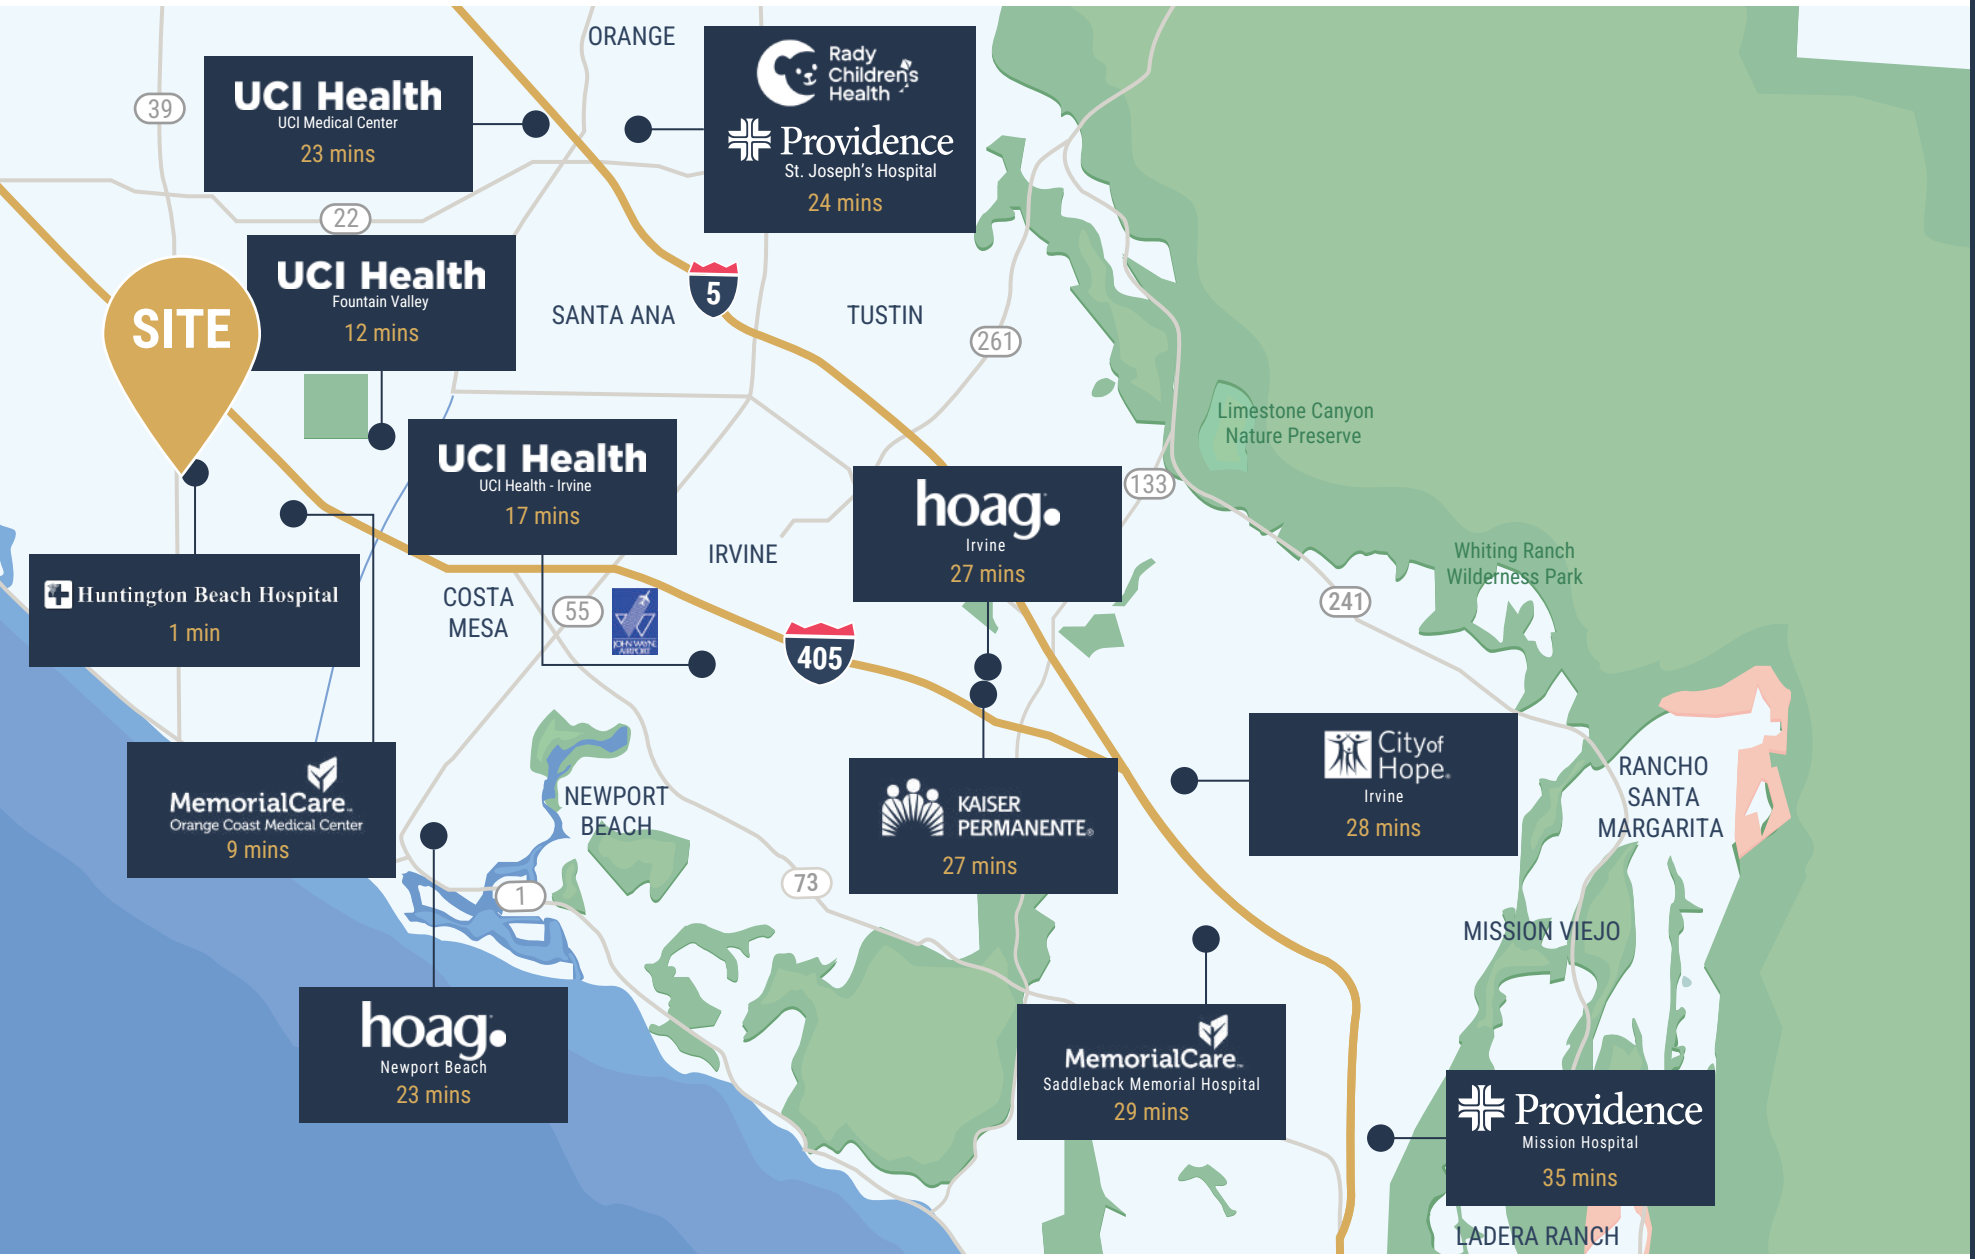 ORANGE
39
UCI Health
UCI Medical Center
23 mins
Rady
Children's
Health
Providence
St. Joseph's Hospital
24 mins
22
UCI Health
Fountain Valley
12 mins
SITE
5
SANTA ANA
TUSTIN
261
Limestone Canyon
Nature Preserve
UCI Health
UCI Health - Irvine
17 mins
hoag.
Irvine
27 mins
133
IRVINE
Whiting Ranch
Wilderness Park
241
Huntington Beach Hospital
1 min
COSTA
MESA
55
JOHN WAYNE
AIRPORT
405
City of
Hope®
Irvine
28 mins
RANCHO
SANTA
MARGARITA
MemorialCare™
Orange Coast Medical Center
9 mins
NEWPORT
BEACH
KAISER
PERMANENTE®
27 mins
73
1
MISSION VIEJO
hoag.
Newport Beach
23 mins
MemorialCare™
Saddleback Memorial Hospital
29 mins
Providence
Mission Hospital
35 mins
LADERA RANCH